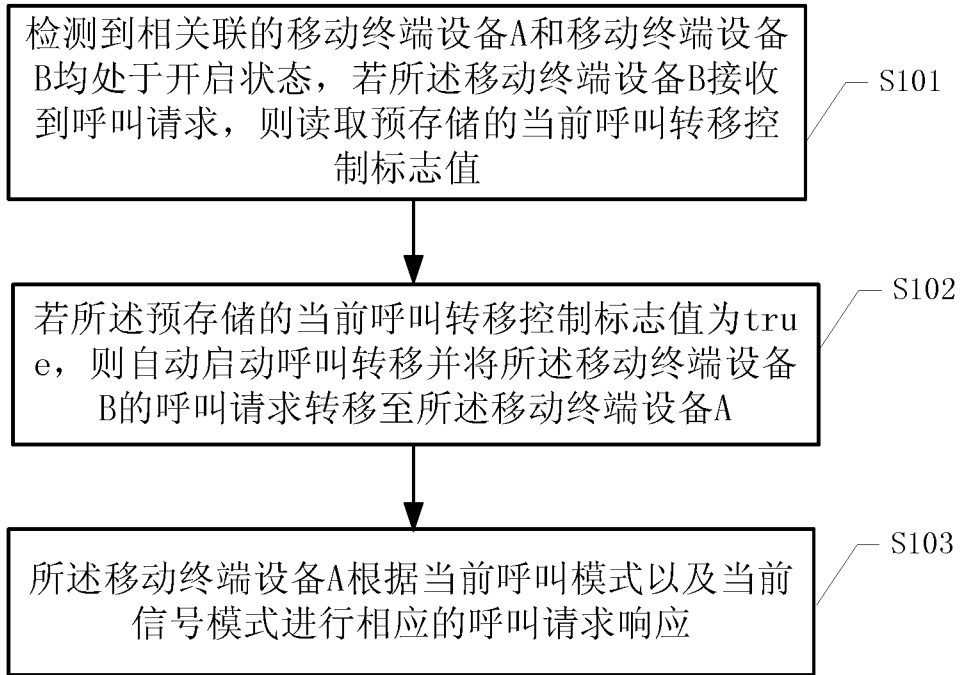 检测到相关联的移动终端设备A和移动终端设备
B均处于开启状态，若所述移动终端设备B接收
到呼叫请求，则读取预存储的当前呼叫转移控
制标志值
S101
若所述预存储的当前呼叫转移控制标志值为tru
e，则自动启动呼叫转移并将所述移动终端设备
B的呼叫请求转移至所述移动终端设备A
S102
所述移动终端设备A根据当前呼叫模式以及当前
信号模式进行相应的呼叫请求响应
S103